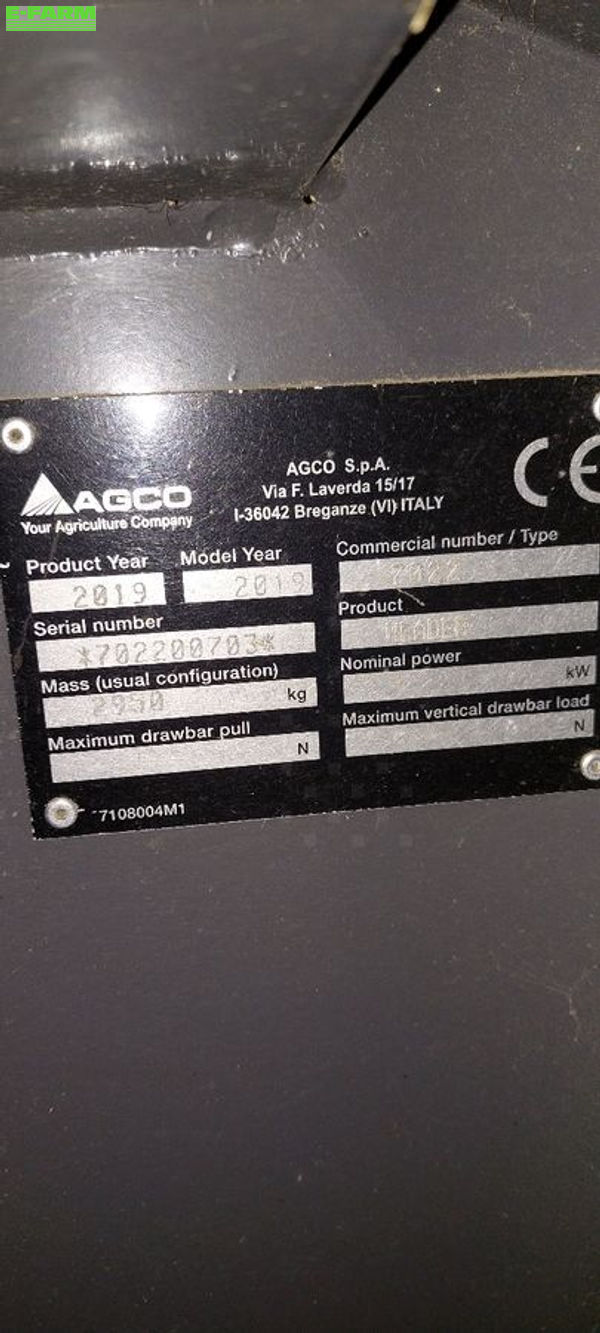 E-FARM
AGCO
Your Agriculture Company
AGCO S.p.A.
Via F. Laverda 15/17
I-36042 Breganze (VI) ITALY
CE
Product Year
2019
Model Year
2019
Commercial number / Type
7022
Serial number
*702200703*
Product
HEADER
Mass (usual configuration)
kg
Nominal power
kW
Maximum drawbar pull
N
Maximum vertical drawbar load
N
7108004M1